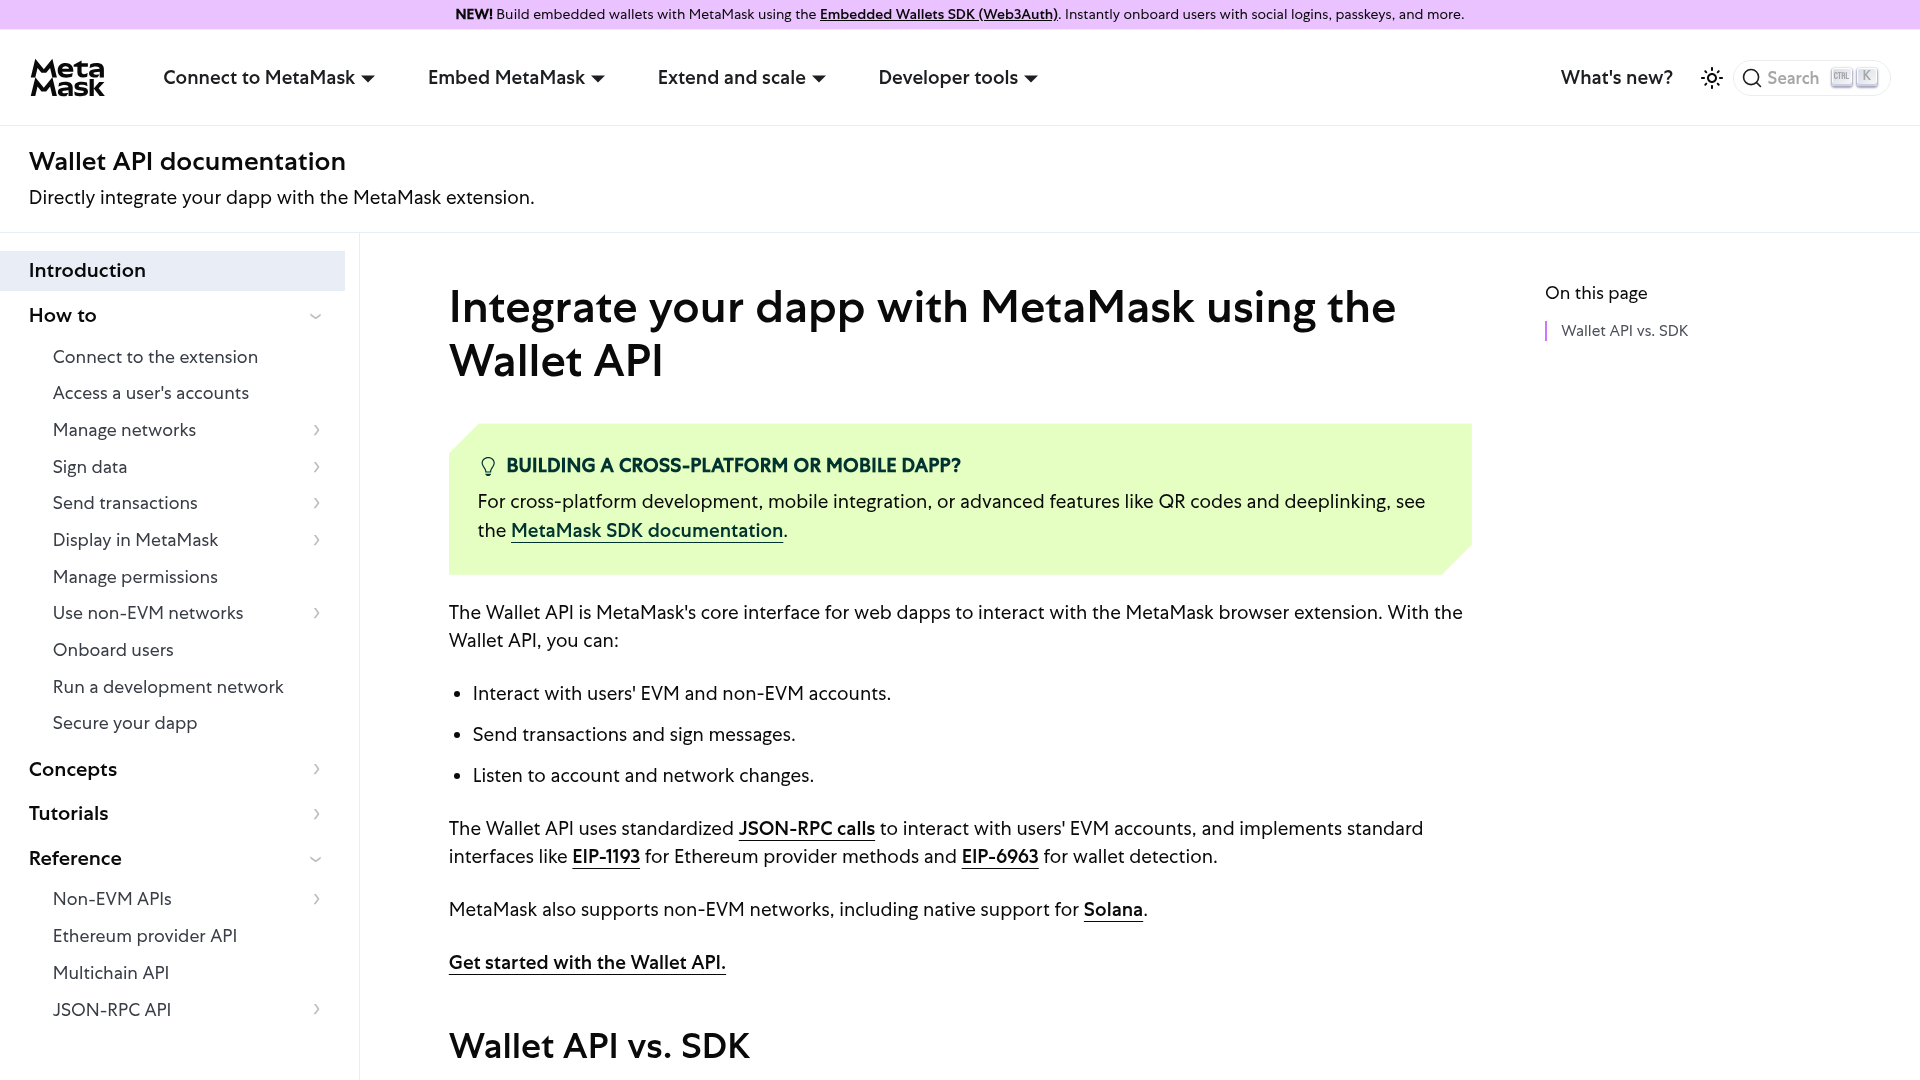 NEW! Build embedded wallets with MetaMask using the Embedded Wallets SDK (Web3Auth). Instantly onboard users with social logins, passkeys, and more.
Meta
Mask
Connect to MetaMask
Embed MetaMask
Extend and scale
Developer tools
What's new?
Search
CTRL
K
Wallet API documentation
Directly integrate your dapp with the MetaMask extension.
Introduction
How to
Connect to the extension
Access a user's accounts
Manage networks
Sign data
Send transactions
Display in MetaMask
Manage permissions
Use non-EVM networks
Onboard users
Run a development network
Secure your dapp
Concepts
Tutorials
Reference
Non-EVM APIs
Ethereum provider API
Multichain API
JSON-RPC API
Integrate your dapp with MetaMask using the
Wallet API
BUILDING A CROSS-PLATFORM OR MOBILE DAPP?
For cross-platform development, mobile integration, or advanced features like QR codes and deeplinking, see
the MetaMask SDK documentation.
The Wallet API is MetaMask's core interface for web dapps to interact with the MetaMask browser extension. With the
Wallet API, you can:
• Interact with users' EVM and non-EVM accounts.
• Send transactions and sign messages.
• Listen to account and network changes.
The Wallet API uses standardized JSON-RPC calls to interact with users' EVM accounts, and implements standard
interfaces like EIP-1193 for Ethereum provider methods and EIP-6963 for wallet detection.
MetaMask also supports non-EVM networks, including native support for Solana.
Get started with the Wallet API.
Wallet API vs. SDK
On this page
Wallet API vs. SDK